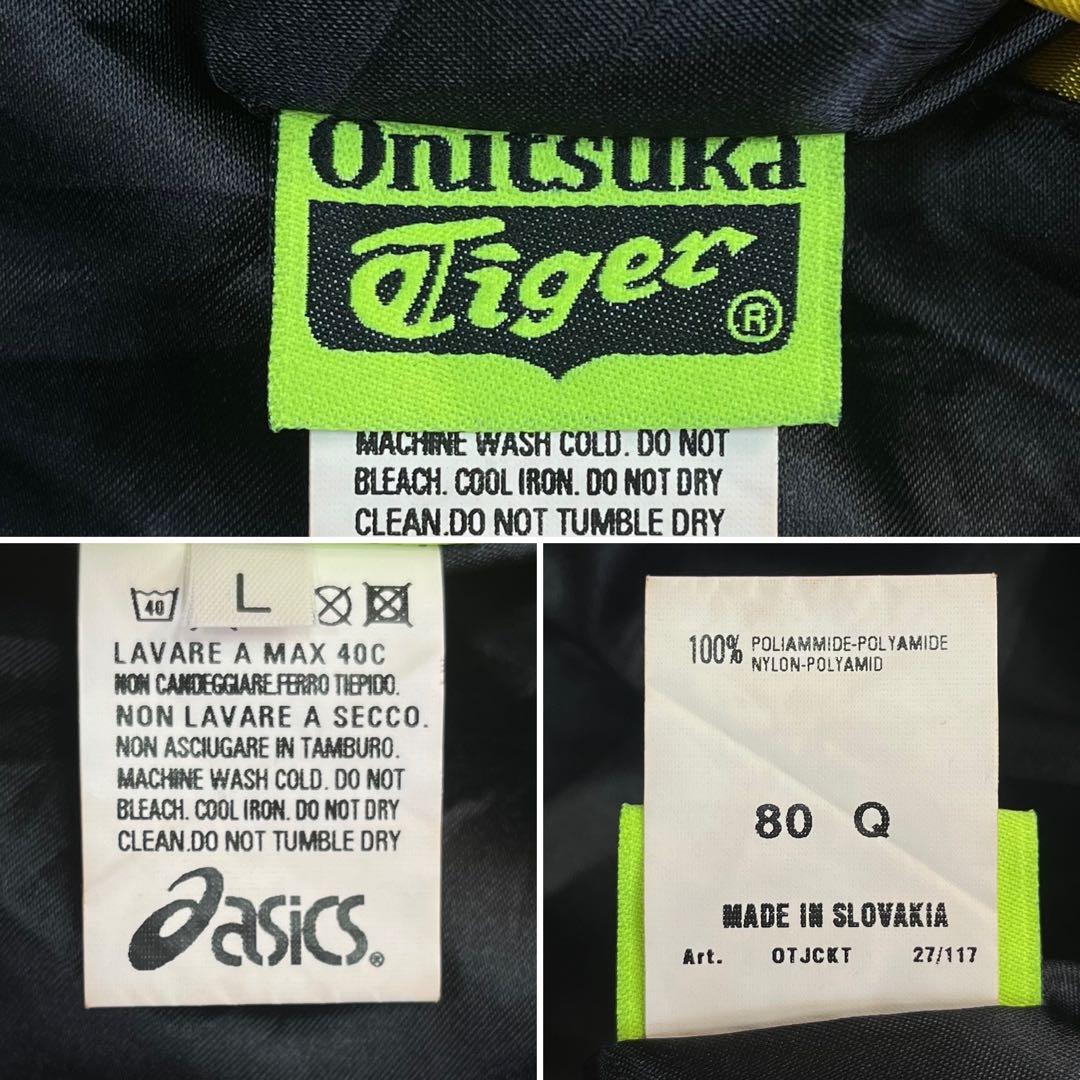 Onitsuka
Tiger
®
MACHINE WASH COLD. DO NOT
BLEACH. COOL IRON. DO NOT DRY
CLEAN.DO NOT TUMBLE DRY
40
L
LAVARE A MAX 40C
NON CANDEGGIARE.FERRO TIEPIDO.
NON LAVARE A SECCO.
NON ASCIUGARE IN TAMBURO.
MACHINE WASH COLD. DO NOT
BLEACH. COOL IRON. DO NOT DRY
CLEAN.DO NOT TUMBLE DRY
asics®
100% POLIAMMIDE-POLYAMIDE
NYLON-POLYAMID
80 Q
MADE IN SLOVAKIA
Art. OTJCKT 27/117